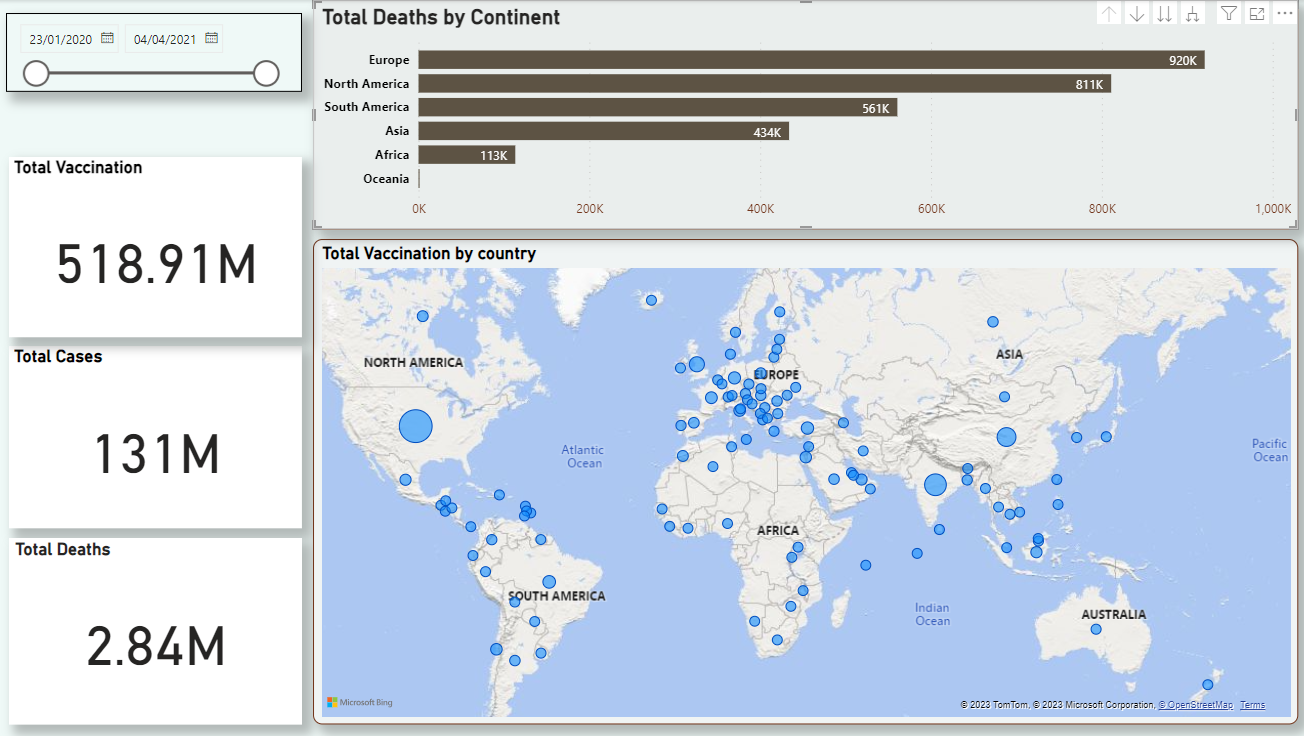 23/01/2020 04/04/2021
Total Vaccination
518.91M
Total Cases
131M
Total Deaths
2.84M
Total Deaths by Continent
Europe 920K
North America 811K
South America 561K
Asia 434K
Africa 113K
Oceania
0K 200K 400K 600K 800K 1,000K
Total Vaccination by country
NORTH AMERICA
EUROPE
ASIA
Atlantic
Ocean
Pacific
Ocean
AFRICA
SOUTH AMERICA
Indian
Ocean
AUSTRALIA
Microsoft Bing
© 2023 TomTom, © 2023 Microsoft Corporation, © OpenStreetMap Terms